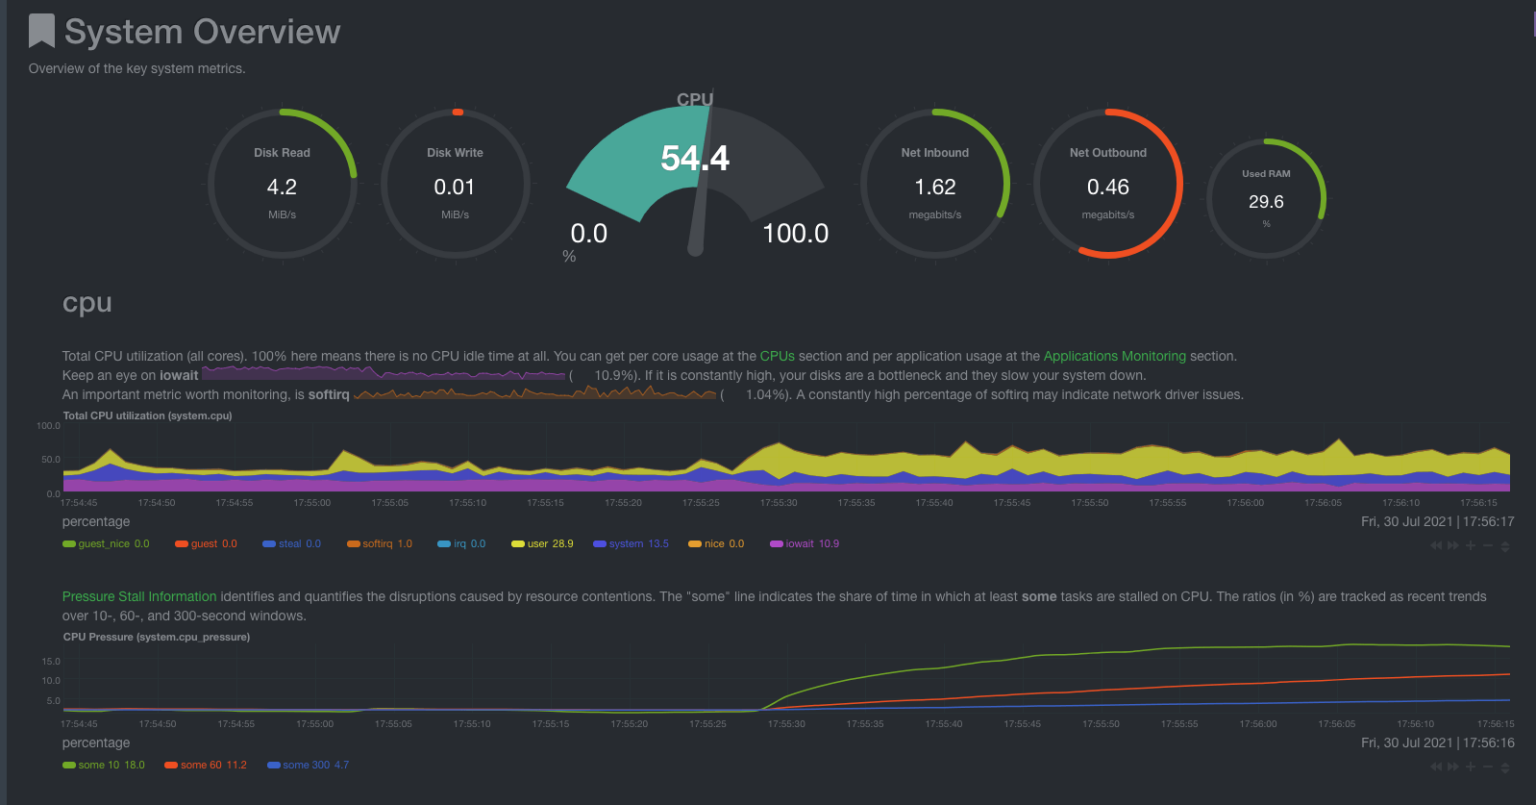 System Overview
Overview of the key system metrics.
CPU
Disk Read
4.2
MiB/s
Disk Write
0.01
MiB/s
54.4
0.0
100.0
%
Net Inbound
1.62
megabits/s
Net Outbound
0.46
megabits/s
Used RAM
29.6
%
cpu
Total CPU utilization (all cores). 100% here means there is no CPU idle time at all. You can get per core usage at the CPUs section and per application usage at the Applications Monitoring section.
Keep an eye on iowait ( 10.9%). If it is constantly high, your disks are a bottleneck and they slow your system down.
An important metric worth monitoring, is softirq ( 1.04%). A constantly high percentage of softirq may indicate network driver issues.
Total CPU utilization (system.cpu)
100.0
50.0
0.0
17:54:45 17:54:50 17:54:55 17:55:00 17:55:05 17:55:10 17:55:15 17:55:20 17:55:25 17:55:30 17:55:35 17:55:40 17:55:45 17:55:50 17:55:55 17:56:00 17:56:05 17:56:10 17:56:15
percentage Fri, 30 Jul 2021 | 17:56:17
guest_nice 0.0 guest 0.0 steal 0.0 softirq 1.0 irq 0.0 user 28.9 system 13.5 nice 0.0 iowait 10.9
Pressure Stall Information identifies and quantifies the disruptions caused by resource contentions. The "some" line indicates the share of time in which at least some tasks are stalled on CPU. The ratios (in %) are tracked as recent trends
over 10-, 60-, and 300-second windows.
CPU Pressure (system.cpu_pressure)
15.0
10.0
5.0
17:54:45 17:54:50 17:54:55 17:55:00 17:55:05 17:55:10 17:55:15 17:55:20 17:55:25 17:55:30 17:55:35 17:55:40 17:55:45 17:55:50 17:55:55 17:56:00 17:56:05 17:56:10 17:56:15
percentage Fri, 30 Jul 2021 | 17:56:16
some 10 18.0 some 60 11.2 some 300 4.7